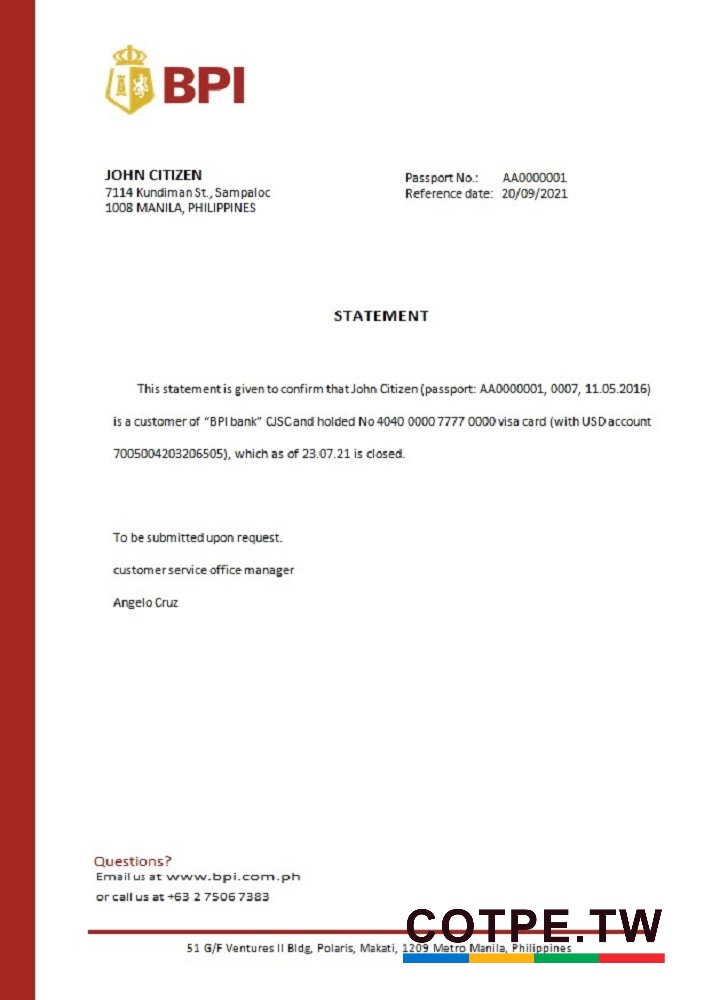 BPI
JOHN CITIZEN
7114 Kundiman St., Sampaloc
1008 MANILA, PHILIPPINES
Passport No.: AA0000001
Reference date: 20/09/2021
STATEMENT
This statement is given to confirm that John Citizen (passport: AA0000001, 0007, 11.05.2016)
is a customer of “BPI bank” CJSC and holded No 4040 0000 7777 0000 visa card (with USD account
7005004203206505), which as of 23.07.21 is closed.
To be submitted upon request.
customer service office manager
Angelo Cruz
Questions?
Email us at www.bpi.com.ph
or call us at +63 2 7506 7383
COTPE.TW
51 G/F Ventures II Bldg, Polaris, Makati, 1209 Metro Manila, Philippines